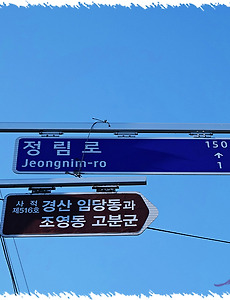 정 림 로
Jeongnim-ro
150
↑
1
사 적
제516호
경산 임당동과
조영동 고분군